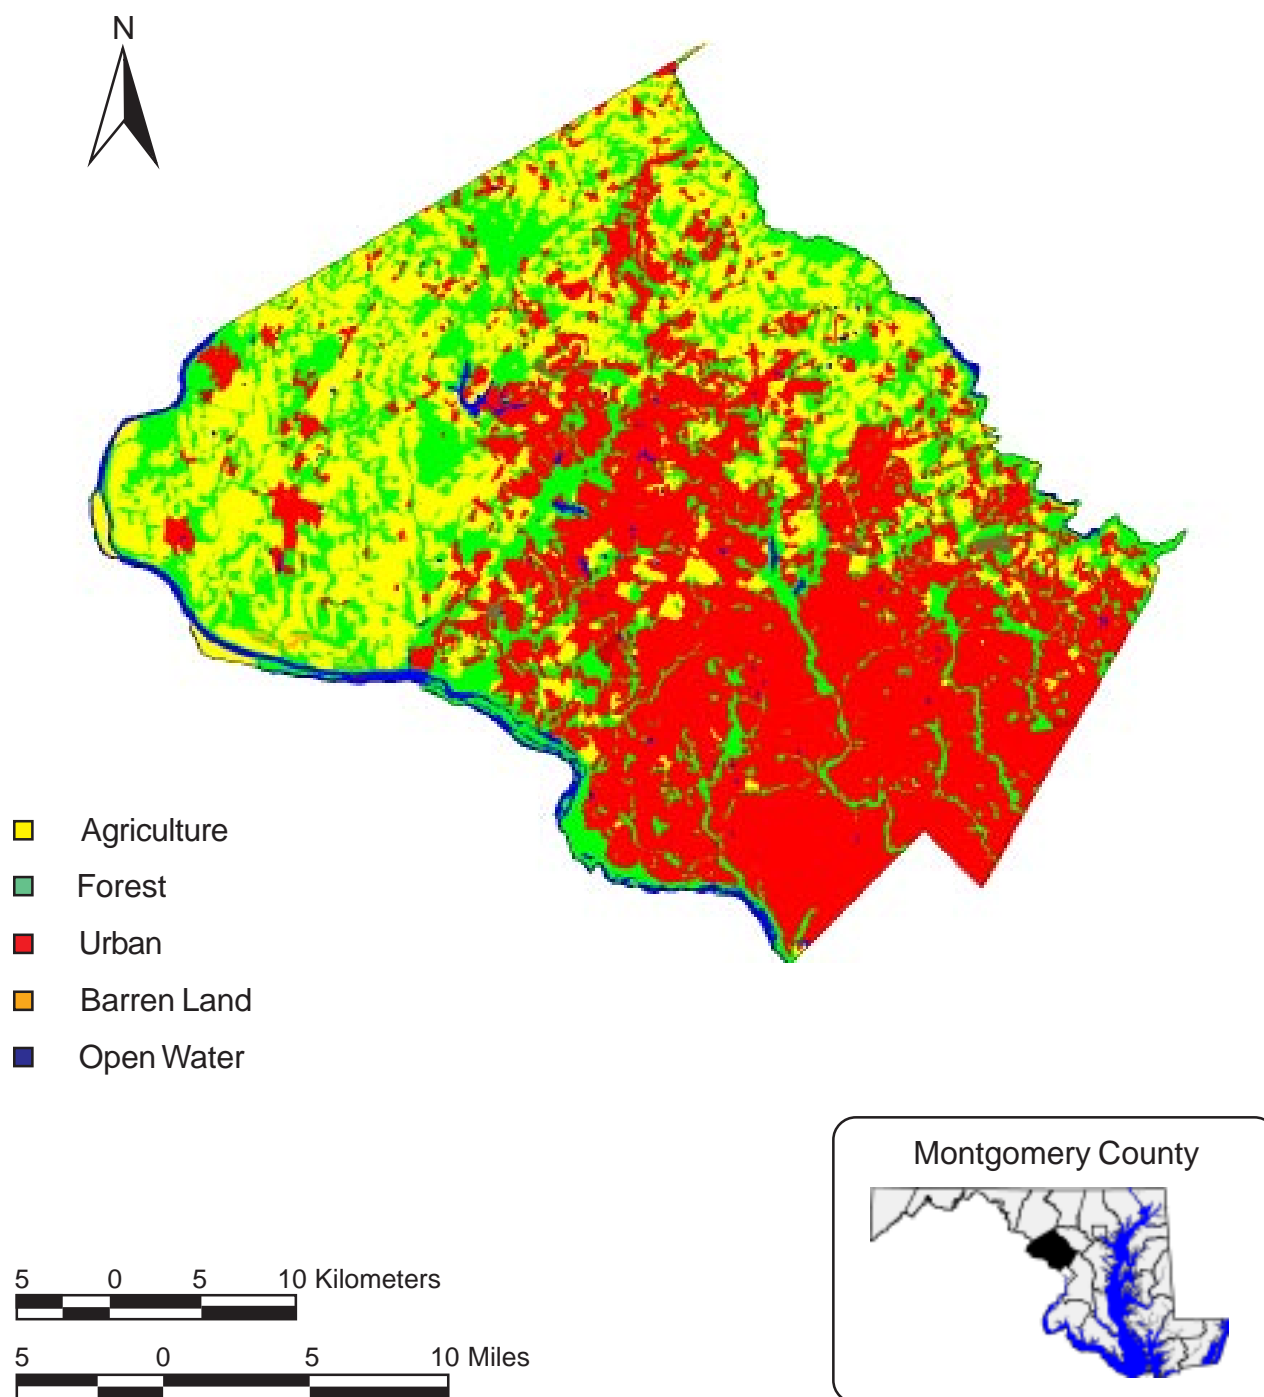 N
Agriculture
Forest
Urban
Barren Land
Open Water
Montgomery County
5 0 5 10 Kilometers
5 0 5 10 Miles